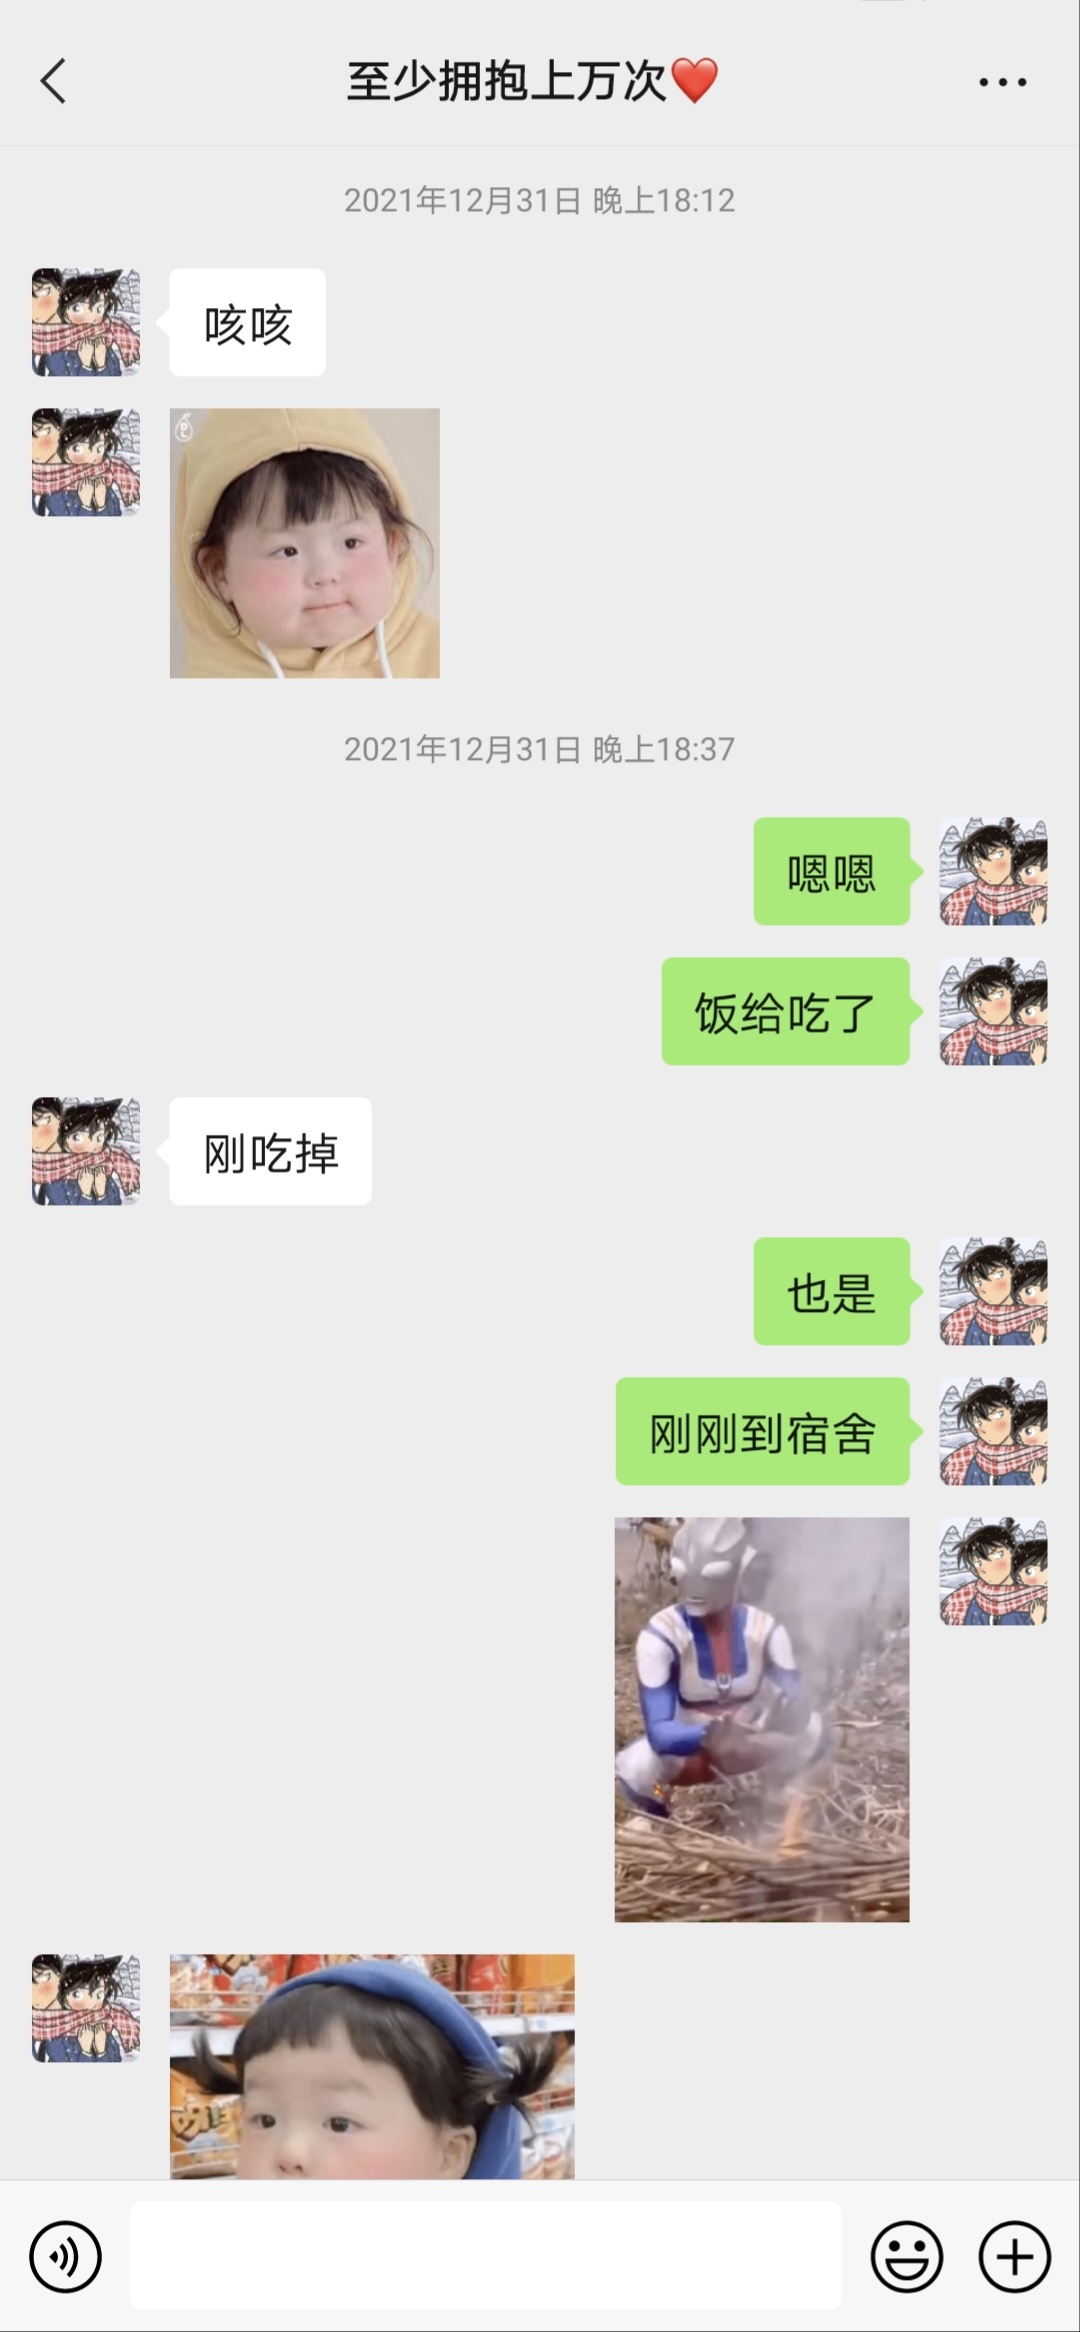 至少拥抱上万次❤️
2021年12月31日 晚上18:12
咳咳
2021年12月31日 晚上18:37
嗯嗯
饭给吃了
刚吃掉
也是
刚刚到宿舍